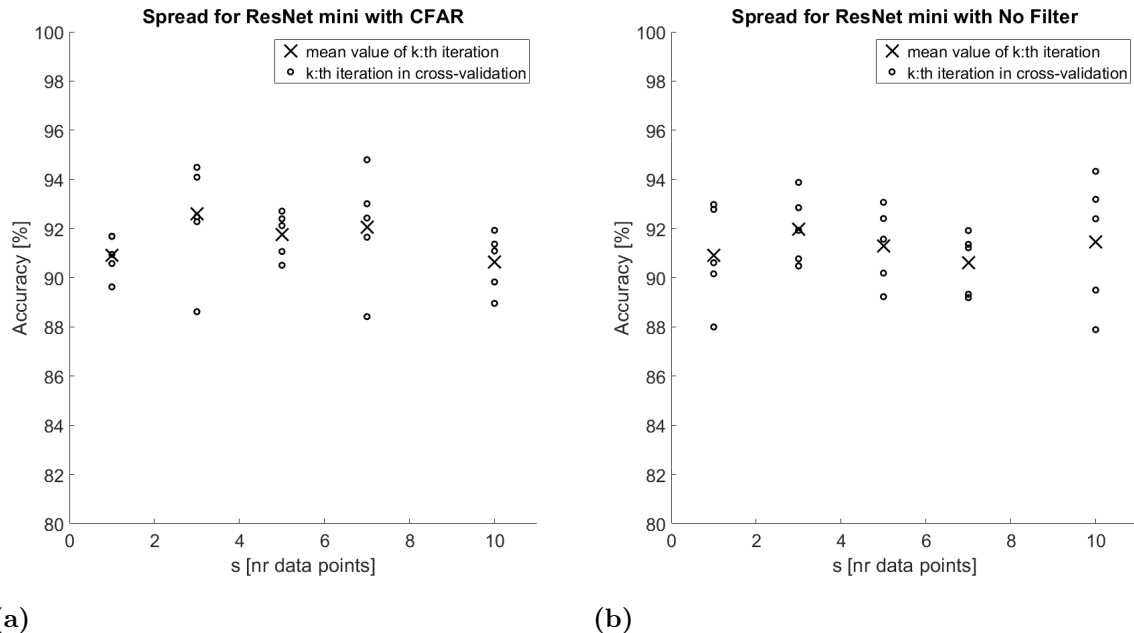 Spread for ResNet mini with CFAR
100
98
96
94
92
90
88
86
84
82
80
Accuracy [%]
mean value of k:th iteration
k:th iteration in cross-validation
0 2 4 6 8 10
s [nr data points]
(a)
Spread for ResNet mini with No Filter
100
98
96
94
92
90
88
86
84
82
80
Accuracy [%]
mean value of k:th iteration
k:th iteration in cross-validation
0 2 4 6 8 10
s [nr data points]
(b)